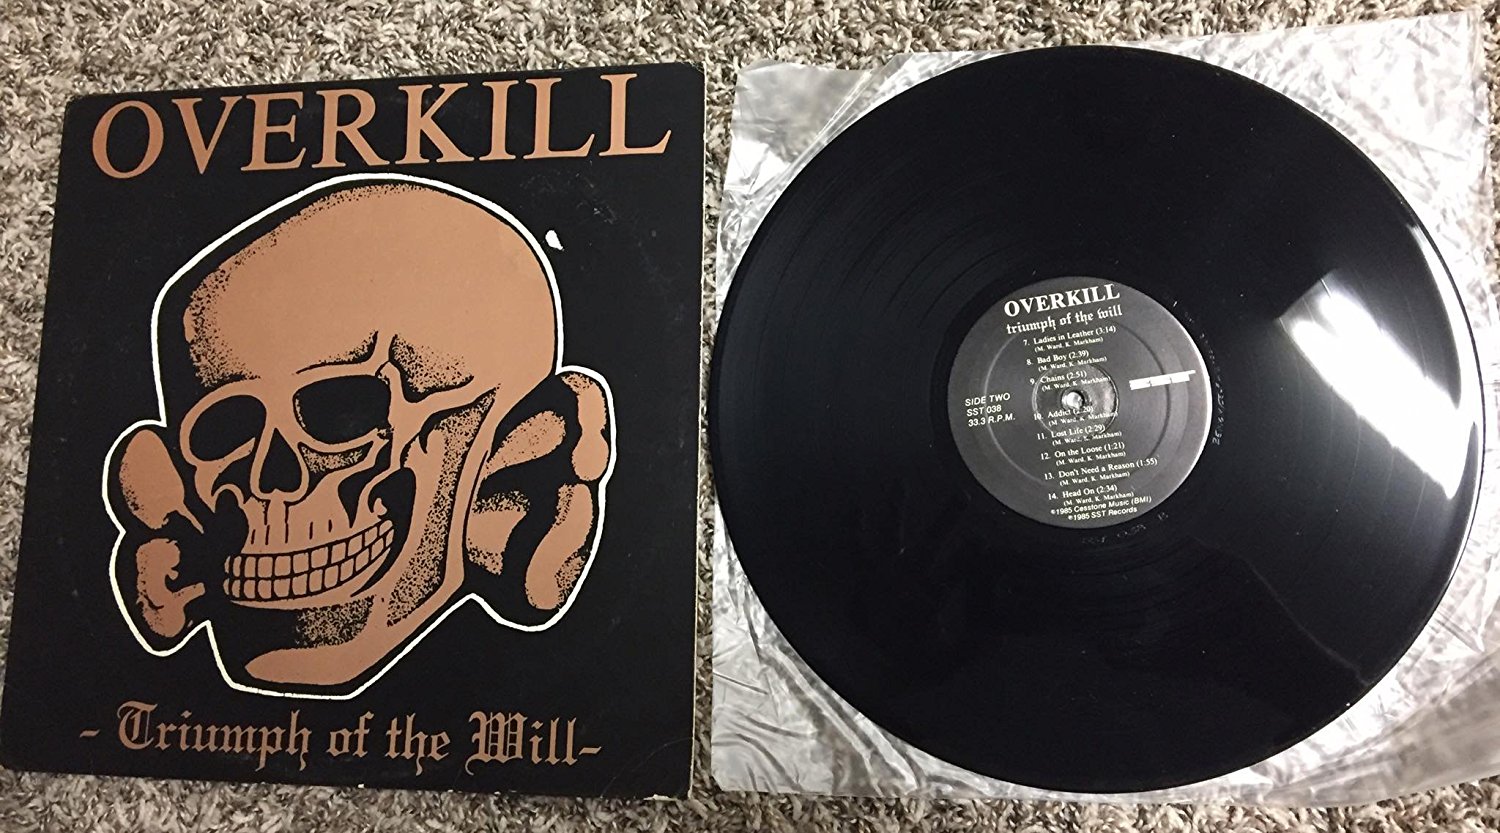 OVERKILL
- Triumph of the Will-
OVERKILL
triumph of the will
7. Ladies in Leather (3:14)
(M. Ward, K. Markham)
8. Bad Boy (2:39)
(M. Ward, K. Markham)
9. Chains (2:51)
(M. Ward, K. Markham)
SIDE TWO
SST 038
33.3 R.P.M.
10. Addict (2:20)
(M. Ward, K. Markham)
11. Lost Life (2:29)
(M. Ward, K. Markham)
12. On the Loose (1:21)
(M. Ward, K. Markham)
13. Don't Need a Reason (1:55)
(M. Ward, K. Markham)
14. Head On (2:34)
(M. Ward, K. Markham)
©1985 Cesstone Music (BMI)
℗1985 SST Records